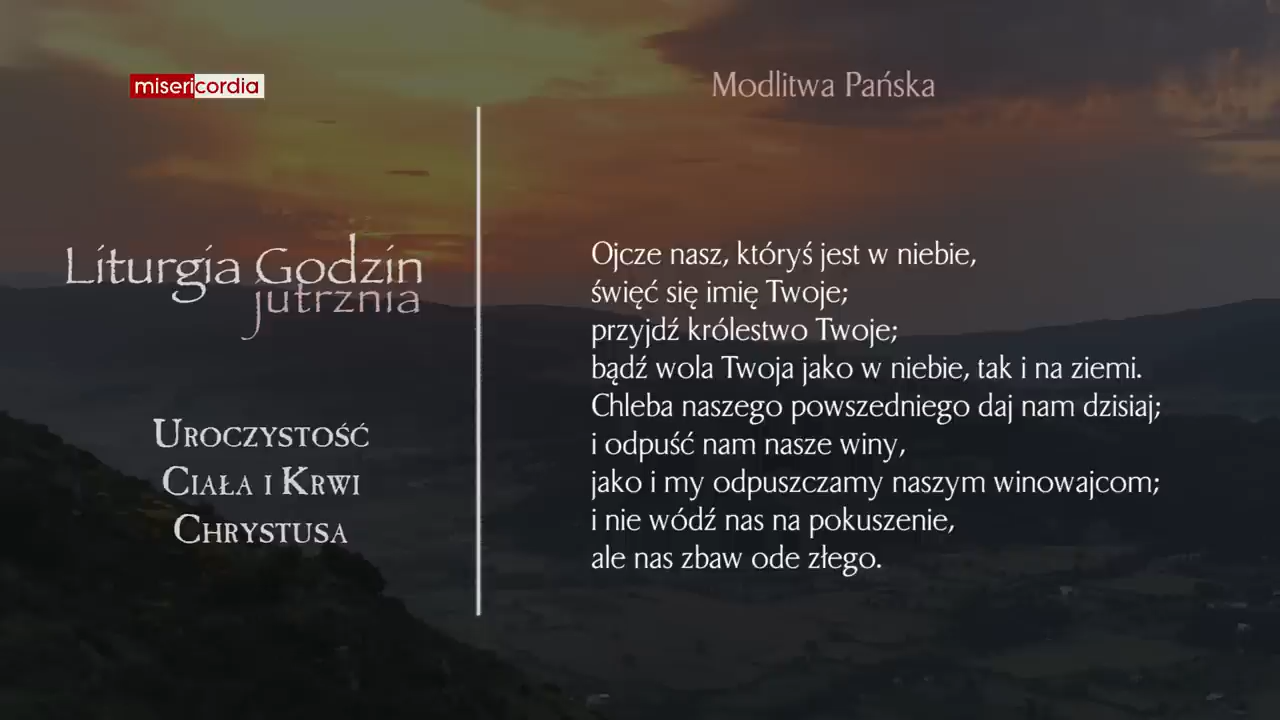 misericordia
Liturgia Godzin
jutrznia
Uroczystość
Ciała i Krwi
Chrystusa
Modlitwa Pańska
Ojcze nasz, któryś jest w niebie,
święć się imię Twoje;
przyjdź królestwo Twoje;
bądź wola Twoja jako w niebie, tak i na ziemi.
Chleba naszego powszedniego daj nam dzisiaj;
i odpuść nam nasze winy,
jako i my odpuszczamy naszym winowajcom;
i nie wódź nas na pokuszenie,
ale nas zbaw ode złego.